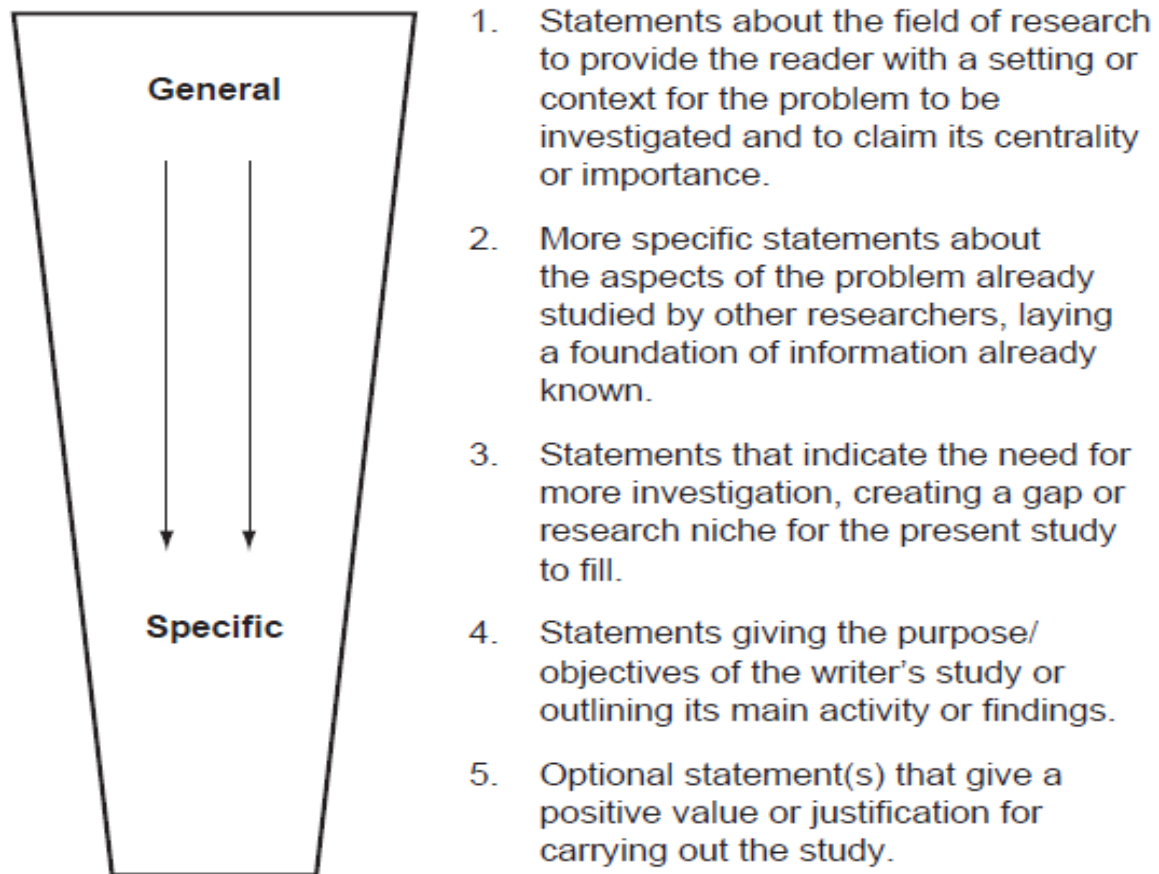 General
Specific
1. Statements about the field of research
to provide the reader with a setting or
context for the problem to be
investigated and to claim its centrality
or importance.
2. More specific statements about
the aspects of the problem already
studied by other researchers, laying
a foundation of information already
known.
3. Statements that indicate the need for
more investigation, creating a gap or
research niche for the present study
to fill.
4. Statements giving the purpose/
objectives of the writer's study or
outlining its main activity or findings.
5. Optional statement(s) that give a
positive value or justification for
carrying out the study.